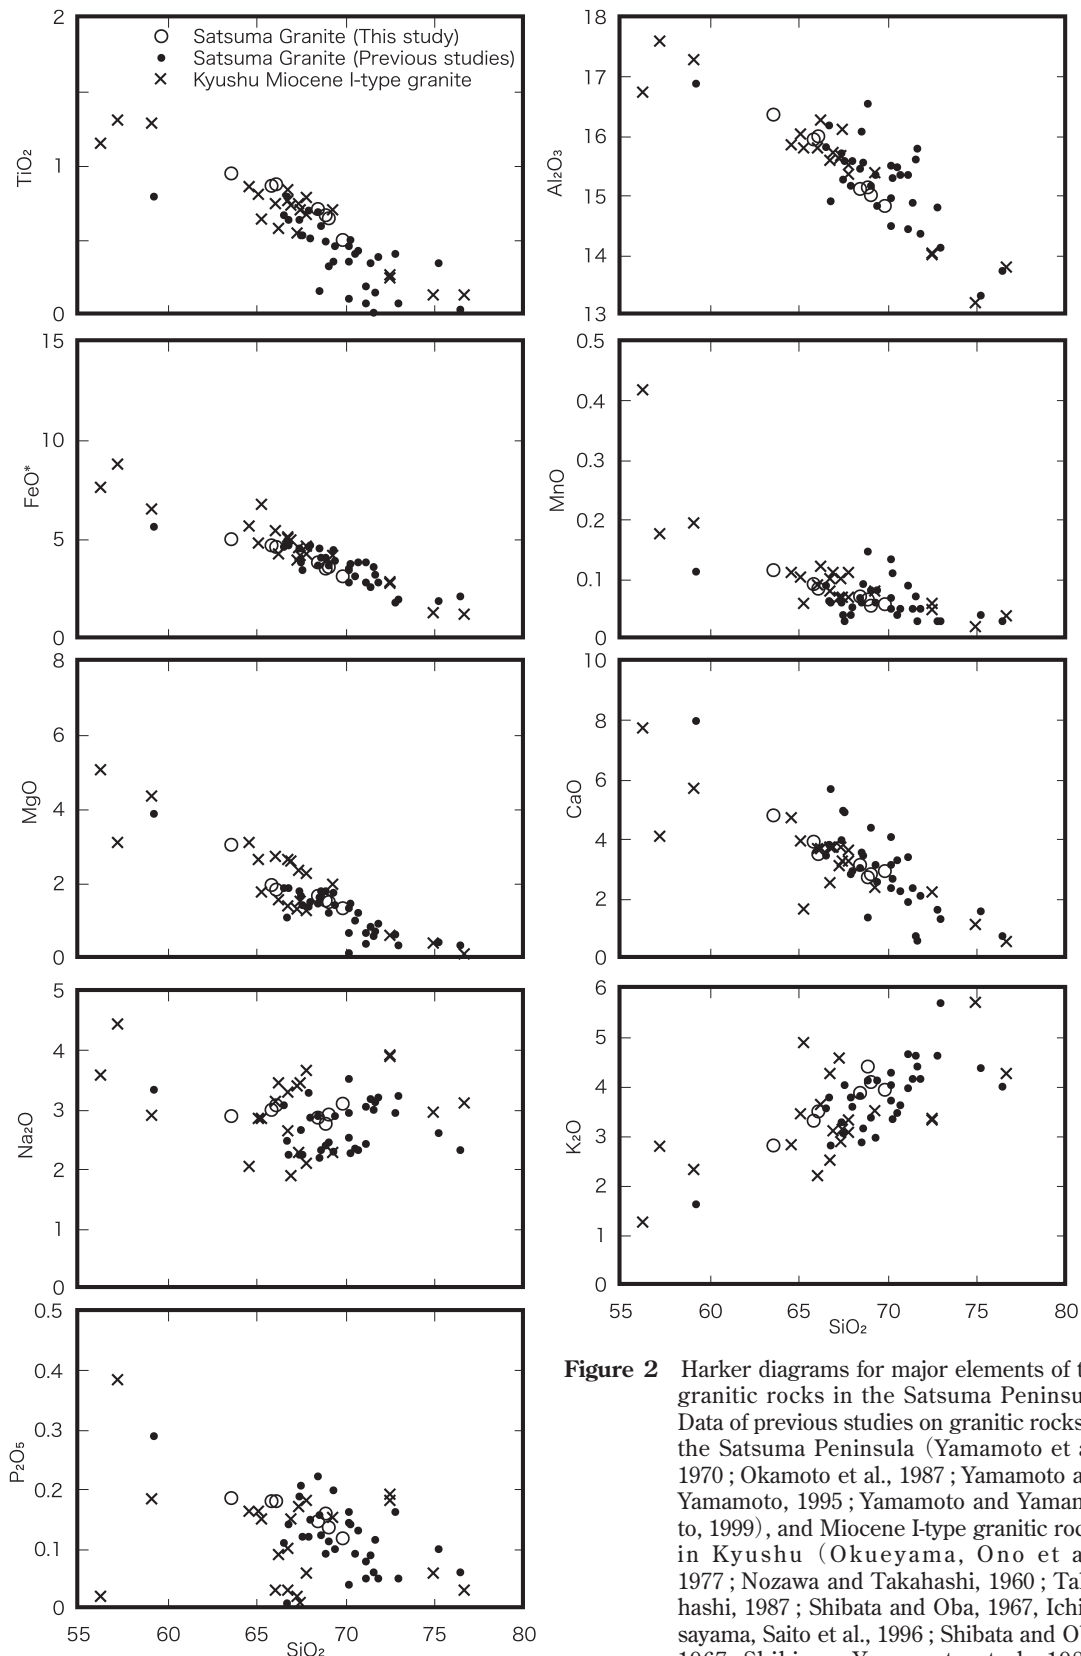 2
Satsuma Granite (This study)
Satsuma Granite (Previous studies)
Kyushu Miocene I-type granite
1
0
TiO₂
18
17
16
15
14
13
Al₂O₃
15
10
5
0
FeO*
0.5
0.4
0.3
0.2
0.1
0
MnO
8
6
4
2
0
MgO
10
8
6
4
2
0
CaO
5
4
3
2
1
0
Na₂O
6
5
4
3
2
1
0
K₂O
55 60 65 70 75 80
SiO₂
0.5
0.4
0.3
0.2
0.1
0
P₂O₅
55 60 65 70 75 80
SiO₂
Figure 2 Harker diagrams for major elements of
granitic rocks in the Satsuma
Data of previous studies on granitic rocks
the Satsuma Peninsula (Yamamoto et
1970 ; Okamoto et al., 1987 ; Yamamoto
Yamamoto, 1995 ; Yamamoto and
to, 1999), and Miocene I-type granitic
in Kyushu (Okueyama, Ono et
1977 ; Nozawa and Takahashi, 1960 ;
hashi, 1987 ; Shibata and Oba, 1967,
sayama, Saito et al., 1996 ; Shibata and